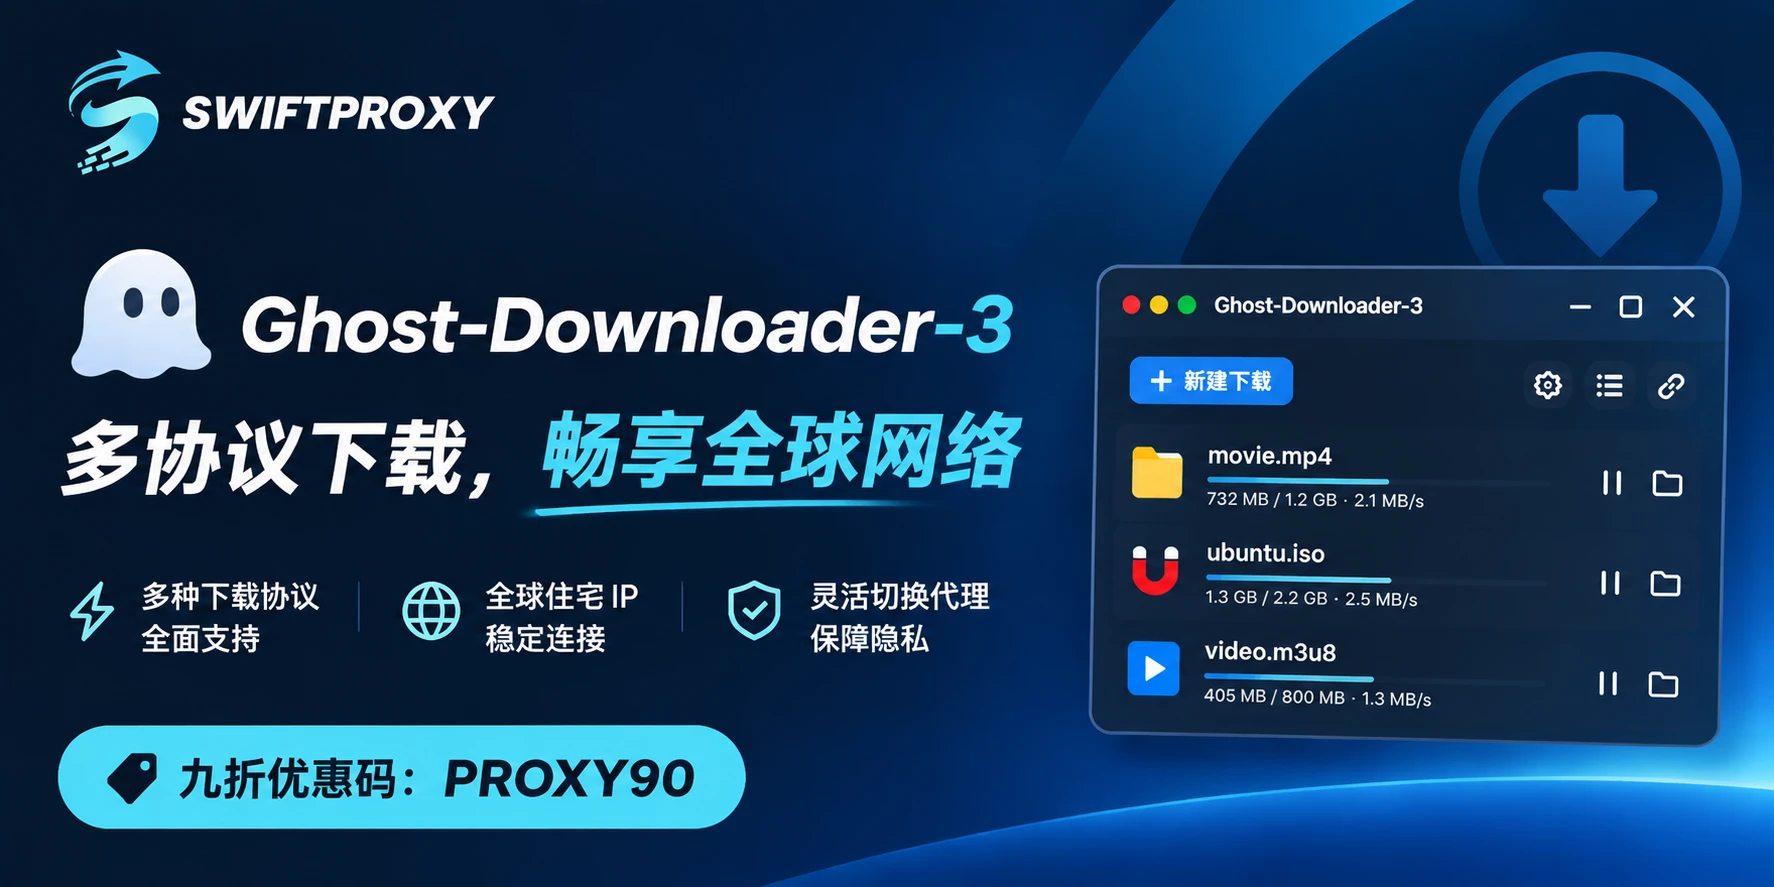 SWIFTPROXY
Ghost-Downloader-3
多协议下载，畅享全球网络
多种下载协议
全面支持
全球住宅 IP
稳定连接
灵活切换代理
保障隐私
九折优惠码：PROXY90
Ghost-Downloader-3
新建下载
movie.mp4
732 MB / 1.2 GB · 2.1 MB/s
ubuntu.iso
1.3 GB / 2.2 GB · 2.5 MB/s
video.m3u8
405 MB / 800 MB · 1.3 MB/s